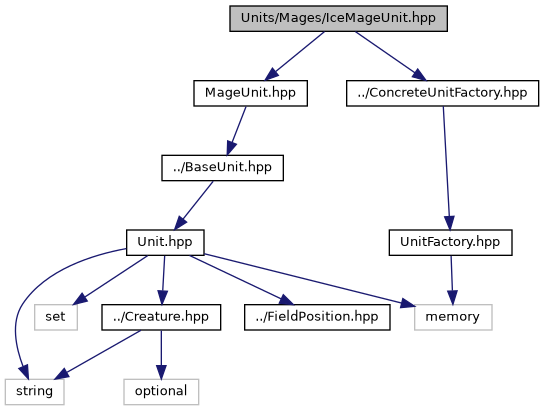 Units/Mages/IceMageUnit.hpp
MageUnit.hpp
../ConcreteUnitFactory.hpp
../BaseUnit.hpp
Unit.hpp
UnitFactory.hpp
set
../Creature.hpp
../FieldPosition.hpp
memory
string
optional